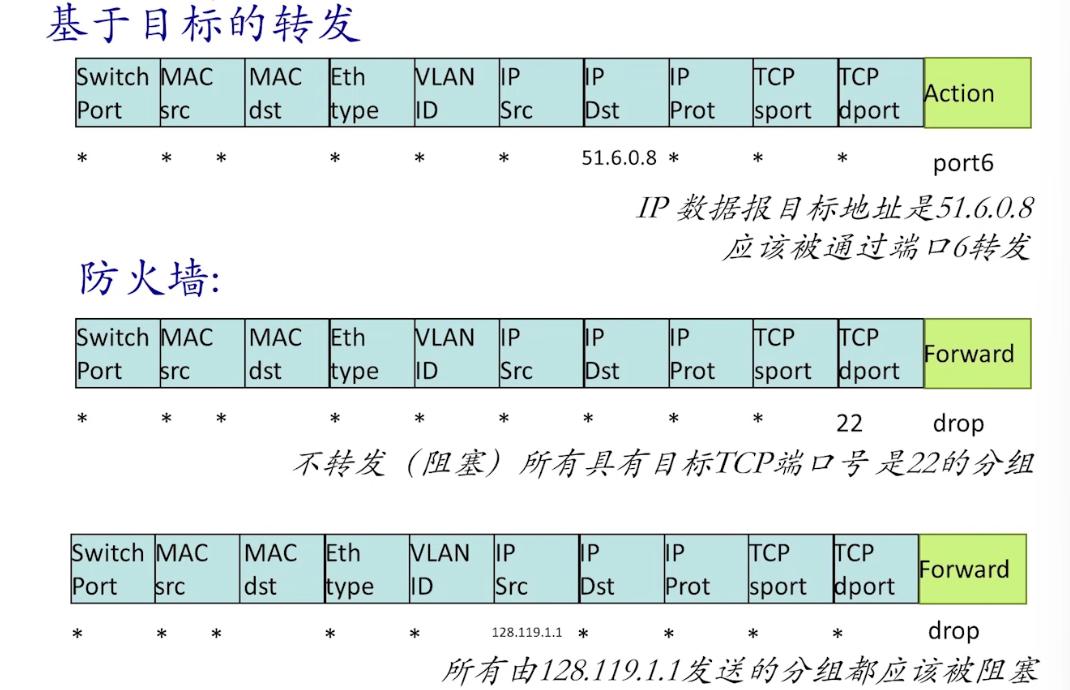 基于目标的转发
Switch Port MAC src MAC dst Eth type VLAN ID IP Src IP Dst IP Prot TCP sport TCP dport Action
* * * * * * 51.6.0.8 * * * port6
IP 数据报目标地址是51.6.0.8
应该被通过端口6转发
防火墙:
Switch Port MAC src MAC dst Eth type VLAN ID IP Src IP Dst IP Prot TCP sport TCP dport Forward
* * * * * * * * * 22 drop
不转发（阻塞）所有具有目标TCP端口号是22的分组
Switch Port MAC src MAC dst Eth type VLAN ID IP Src IP Dst IP Prot TCP sport TCP dport Forward
* * * * * 128.119.1.1 * * * * drop
所有由128.119.1.1发送的分组都应该被阻塞